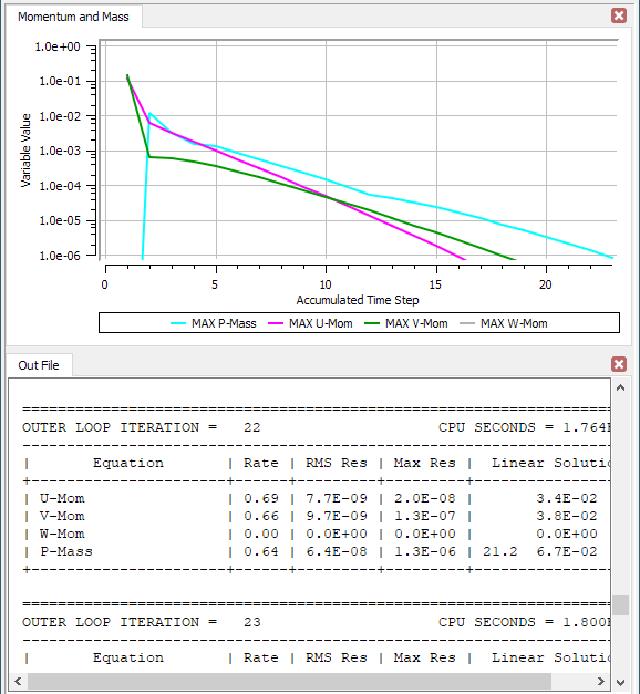 Momentum and Mass
1.0e+00
1.0e-01
1.0e-02
1.0e-03
1.0e-04
1.0e-05
1.0e-06
Variable Value
0 5 10 15 20
Accumulated Time Step
MAX P-Mass MAX U-Mom MAX V-Mom MAX W-Mom
Out File
======================================================================
OUTER LOOP ITERATION = 22 CPU SECONDS = 1.764
----------------------------------------------------------------------
| Equation | Rate | RMS Res | Max Res | Linear Solutio
+----------------------+------+---------+---------+------------------
| U-Mom | 0.69 | 7.7E-09 | 2.0E-08 | 3.4E-02
| V-Mom | 0.66 | 9.7E-09 | 1.3E-07 | 3.8E-02
| W-Mom | 0.00 | 0.0E+00 | 0.0E+00 | 0.0E+00
| P-Mass | 0.64 | 6.4E-08 | 1.3E-06 | 21.2 6.7E-02
+----------------------+------+---------+---------+------------------
======================================================================
OUTER LOOP ITERATION = 23 CPU SECONDS = 1.800
----------------------------------------------------------------------
| Equation | Rate | RMS Res | Max Res | Linear Solutio